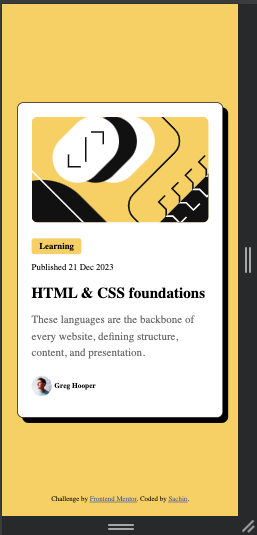 Learning
Published 21 Dec 2023
HTML & CSS foundations
These languages are the backbone of
every website, defining structure,
content, and presentation.
Greg Hooper
Challenge by Frontend Mentor. Coded by Sachin.